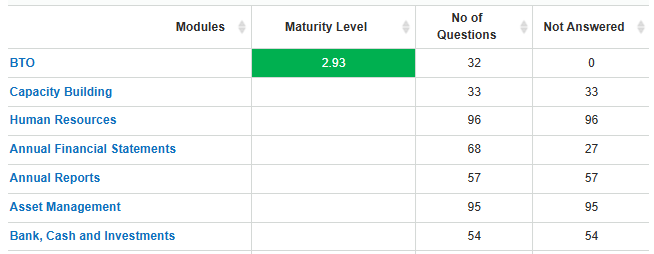 Modules Maturity Level No of Questions Not Answered
BTO 2.93 32 0
Capacity Building 33 33
Human Resources 96 96
Annual Financial Statements 68 27
Annual Reports 57 57
Asset Management 95 95
Bank, Cash and Investments 54 54